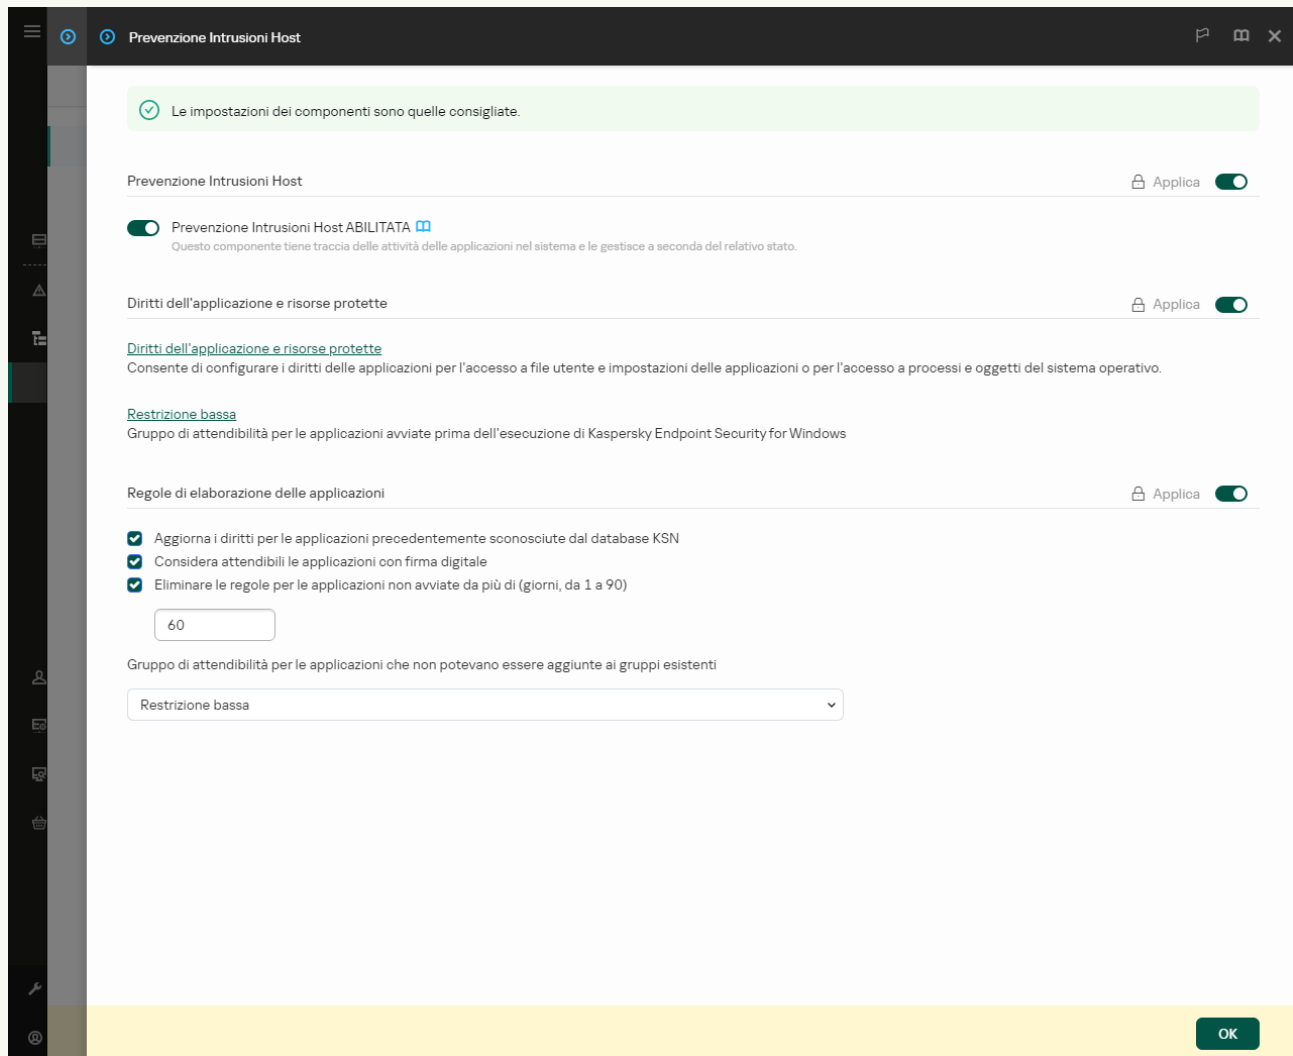 Prevenzione Intrusioni Host
Le impostazioni dei componenti sono quelle consigliate.
Prevenzione Intrusioni Host
Applica
Prevenzione Intrusioni Host ABILITATA
Questo componente tiene traccia delle attività delle applicazioni nel sistema e le gestisce a seconda del relativo stato.
Diritti dell'applicazione e risorse protette
Applica
Diritti dell'applicazione e risorse protette
Consente di configurare i diritti delle applicazioni per l'accesso a file utente e impostazioni delle applicazioni o per l'accesso a processi e oggetti del sistema operativo.
Restrizione bassa
Gruppo di attendibilità per le applicazioni avviate prima dell'esecuzione di Kaspersky Endpoint Security for Windows
Regole di elaborazione delle applicazioni
Applica
Aggiorna i diritti per le applicazioni precedentemente sconosciute dal database KSN
Considera attendibili le applicazioni con firma digitale
Eliminare le regole per le applicazioni non avviate da più di (giorni, da 1 a 90)
60
Gruppo di attendibilità per le applicazioni che non potevano essere aggiunte ai gruppi esistenti
Restrizione bassa
OK